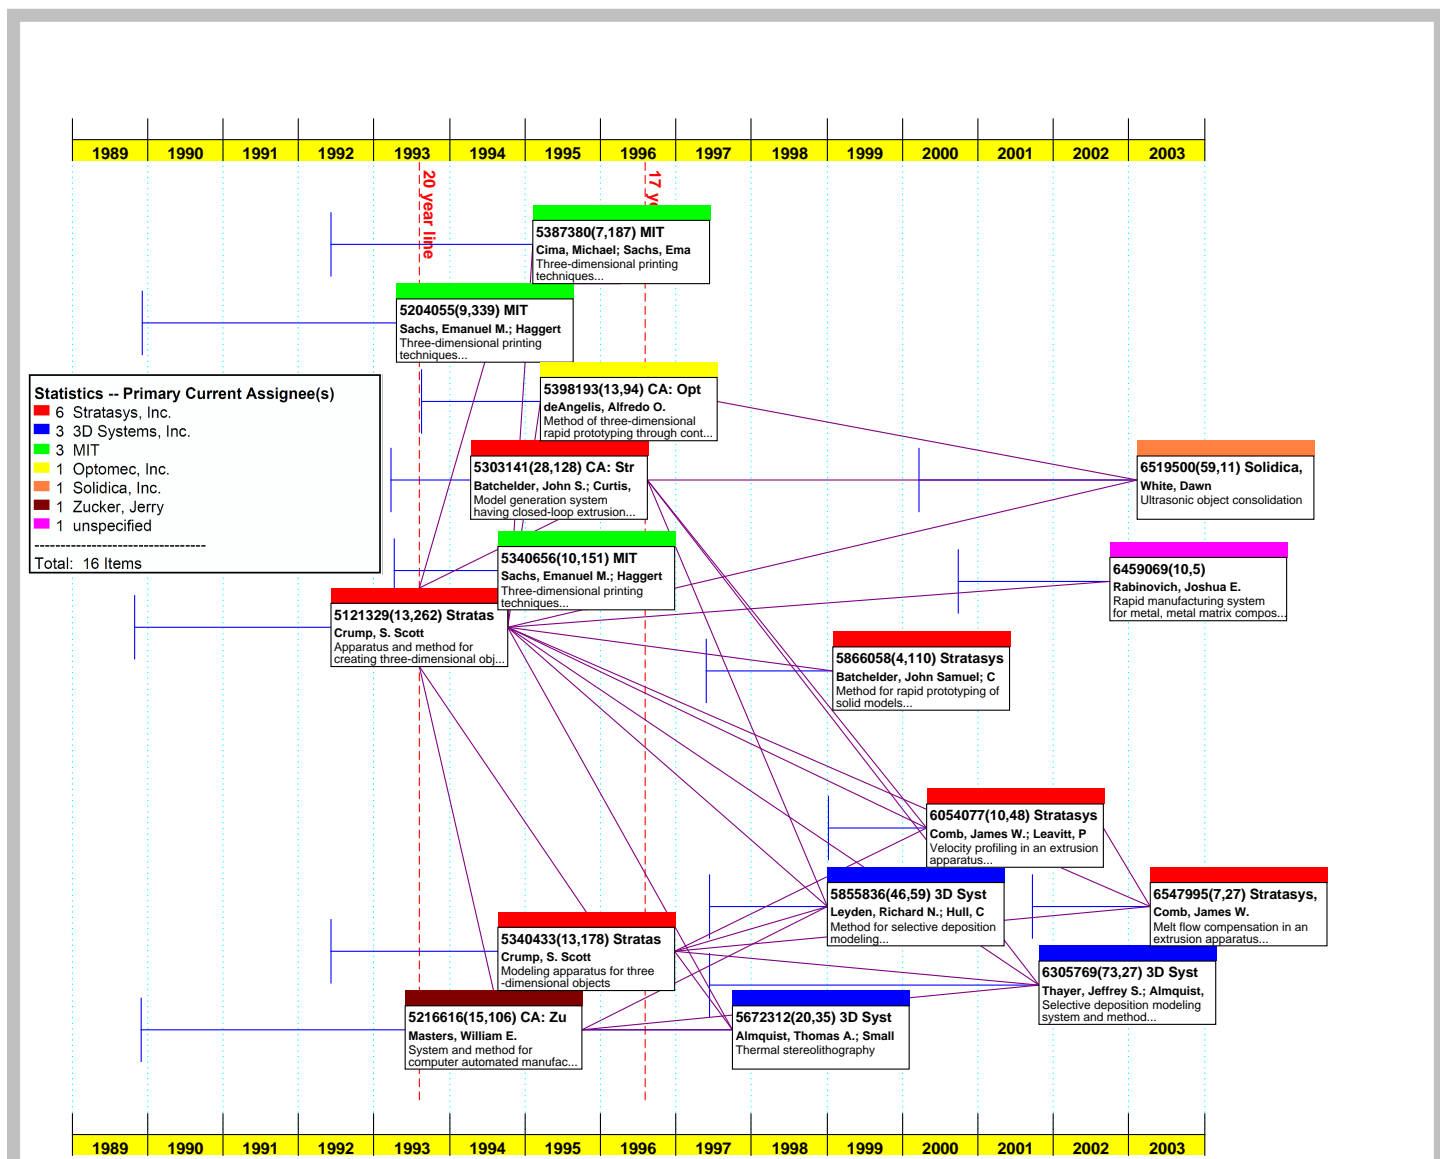 1989 1990 1991 1992 1993 1994 1995 1996 1997 1998 1999 2000 2001 2002 2003
20 year line
17 ye
5387380(7,187) MIT
Cima, Michael; Sachs, Ema
Three-dimensional printing
techniques...
5204055(9,339) MIT
Sachs, Emanuel M.; Haggert
Three-dimensional printing
techniques...
5398193(13,94) CA: Opt
deAngelis, Alfredo O.
Method of three-dimensional
rapid prototyping through cont...
Statistics -- Primary Current Assignee(s)
6 Stratasys, Inc.
3 3D Systems, Inc.
3 MIT
1 Optomec, Inc.
1 Solidica, Inc.
1 Zucker, Jerry
1 unspecified
---------------------------------
Total: 16 Items
5303141(28,128) CA: Str
Batchelder, John S.; Curtis,
Model generation system
having closed-loop extrusion...
6519500(59,11) Solidica,
White, Dawn
Ultrasonic object consolidation
5340656(10,151) MIT
Sachs, Emanuel M.; Haggert
Three-dimensional printing
techniques...
6459069(10,5)
Rabinovich, Joshua E.
Rapid manufacturing system
for metal, metal matrix compos...
5121329(13,262) Stratas
Crump, S. Scott
Apparatus and method for
creating three-dimensional obj...
5866058(4,110) Stratasys
Batchelder, John Samuel; C
Method for rapid prototyping of
solid models...
6054077(10,48) Stratasys
Comb, James W.; Leavitt, P
Velocity profiling in an extrusion
apparatus...
5855836(46,59) 3D Syst
Leyden, Richard N.; Hull, C
Method for selective deposition
modeling...
6547995(7,27) Stratasys,
Comb, James W.
Melt flow compensation in an
extrusion apparatus...
5340433(13,178) Stratas
Crump, S. Scott
Modeling apparatus for three
-dimensional objects
6305769(73,27) 3D Syst
Thayer, Jeffrey S.; Almquist,
Selective deposition modeling
system and method...
5216616(15,106) CA: Zu
Masters, William E.
System and method for
computer automated manufac...
5672312(20,35) 3D Syst
Almquist, Thomas A.; Small
Thermal stereolithography
1989 1990 1991 1992 1993 1994 1995 1996 1997 1998 1999 2000 2001 2002 2003